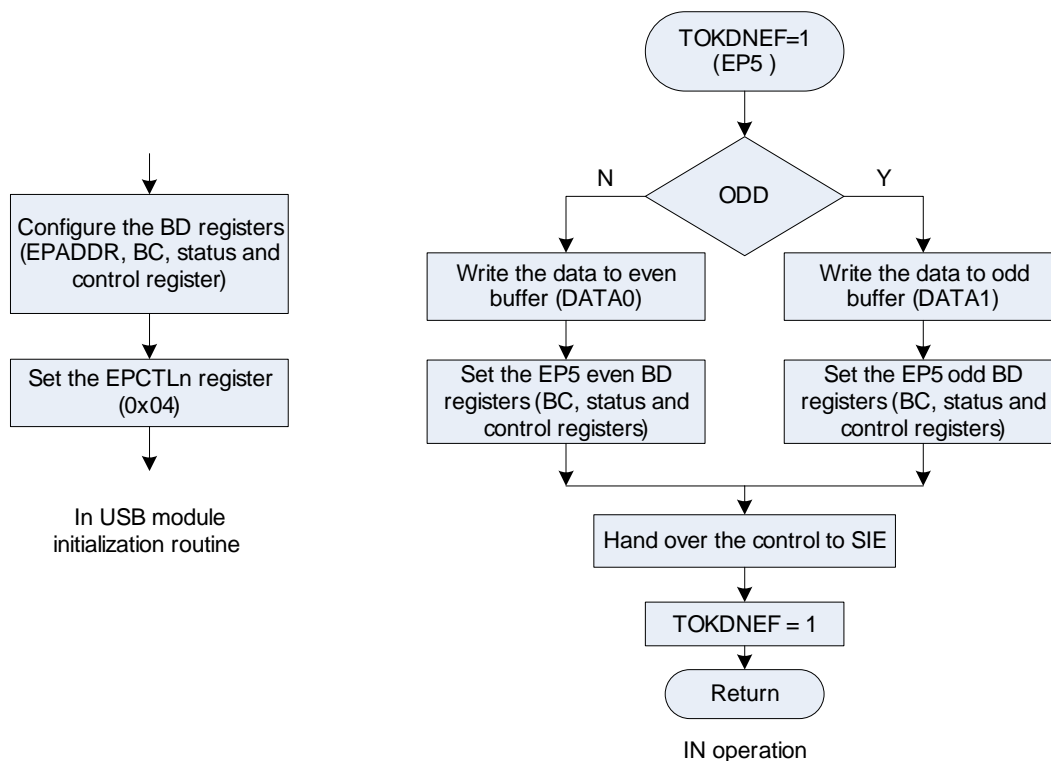 Configure the BD registers
(EPADDR, BC, status and
control register)
Set the EPCTLn register
(0x04)
In USB module
initialization routine
TOKDNEF=1
(EP5 )
ODD
N
Y
Write the data to even
buffer (DATA0)
Write the data to odd
buffer (DATA1)
Set the EP5 even BD
registers (BC, status and
control registers)
Set the EP5 odd BD
registers (BC, status and
control registers)
Hand over the control to SIE
TOKDNEF = 1
Return
IN operation